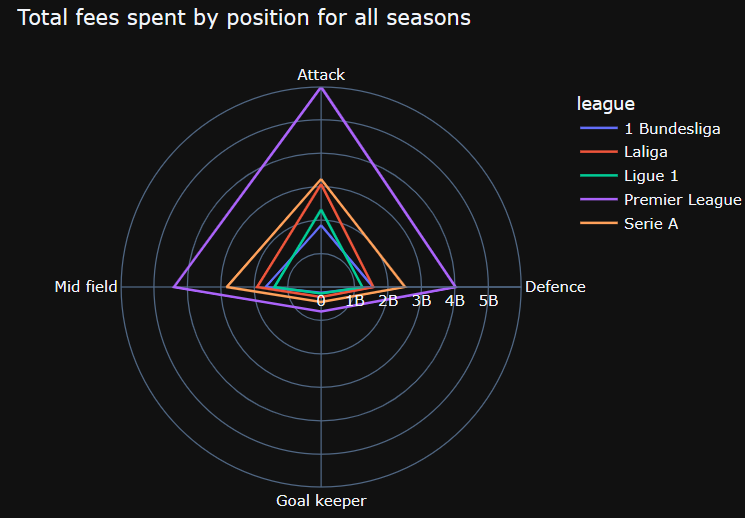 Total fees spent by position for all seasons
Attack
league
1 Bundesliga
Laliga
Ligue 1
Premier League
Serie A
Mid field
Defence
0 1B 2B 3B 4B 5B
Goal keeper